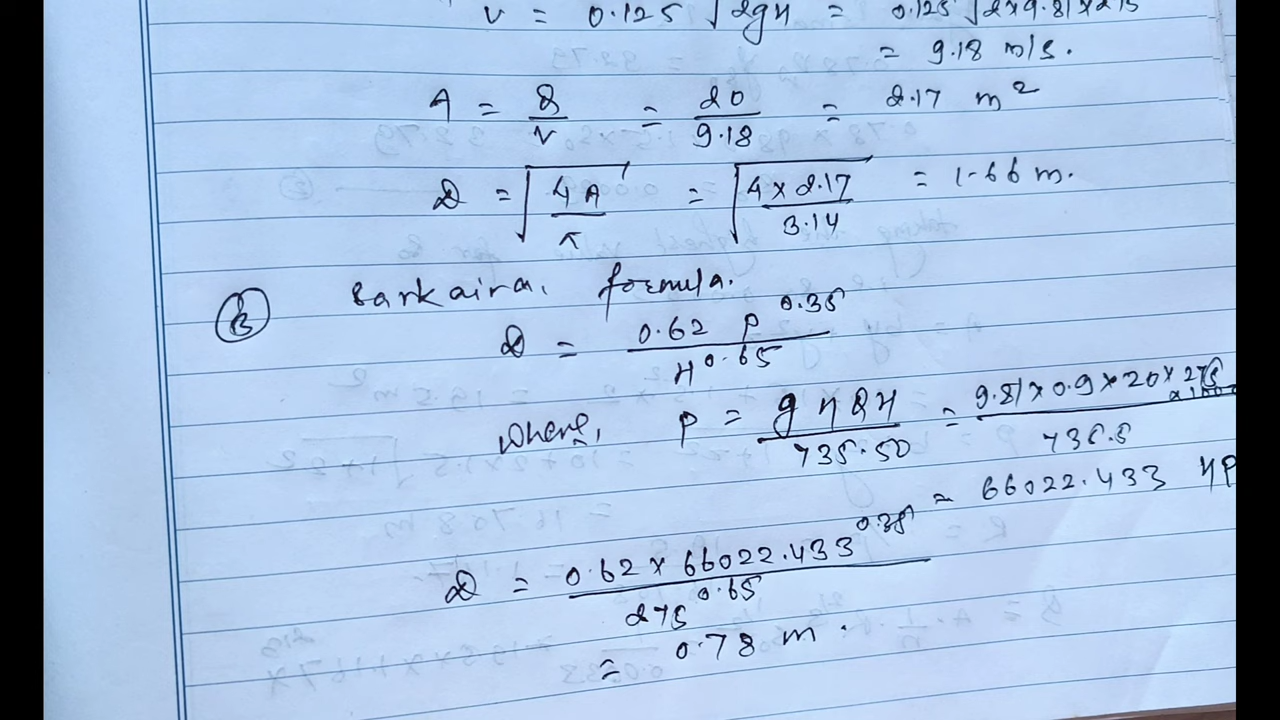 V = 0.125 √2gH = 0.125 √2×9.81×275
= 9.18 m/s.
A = Q/V = 20/9.18 = 2.17 m²
D = √(4A/π) = √(4×2.17/3.14) = 1.66 m.
(B) Sarkaira, formula.
D = 0.62 P^0.35 / H^0.65
where, P = gηQH/735.50 = 9.81×0.9×20×275×1000/735.5
= 66022.433 HP
D = 0.62×66022.433^0.35 / 275^0.65
= 0.78 m.